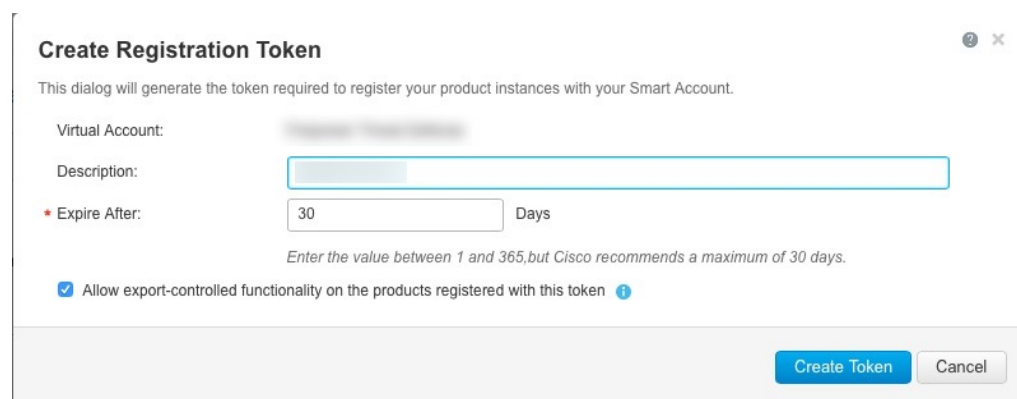 Create Registration Token
This dialog will generate the token required to register your product instances with your Smart Account.
Virtual Account:
Description:
* Expire After: 30 Days
Enter the value between 1 and 365,but Cisco recommends a maximum of 30 days.
Allow export-controlled functionality on the products registered with this token
Create Token Cancel